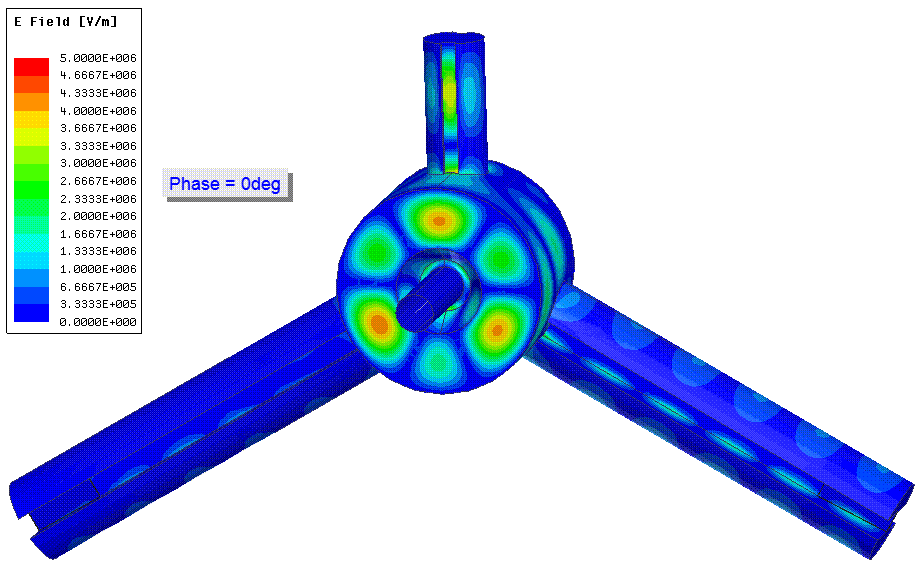 E Field [V/m]
5.0000E+006
4.6667E+006
4.3333E+006
4.0000E+006
3.6667E+006
3.3333E+006
3.0000E+006
2.6667E+006
2.3333E+006
2.0000E+006
1.6667E+006
1.3333E+006
1.0000E+006
6.6667E+005
3.3333E+005
0.0000E+000
Phase = 0deg